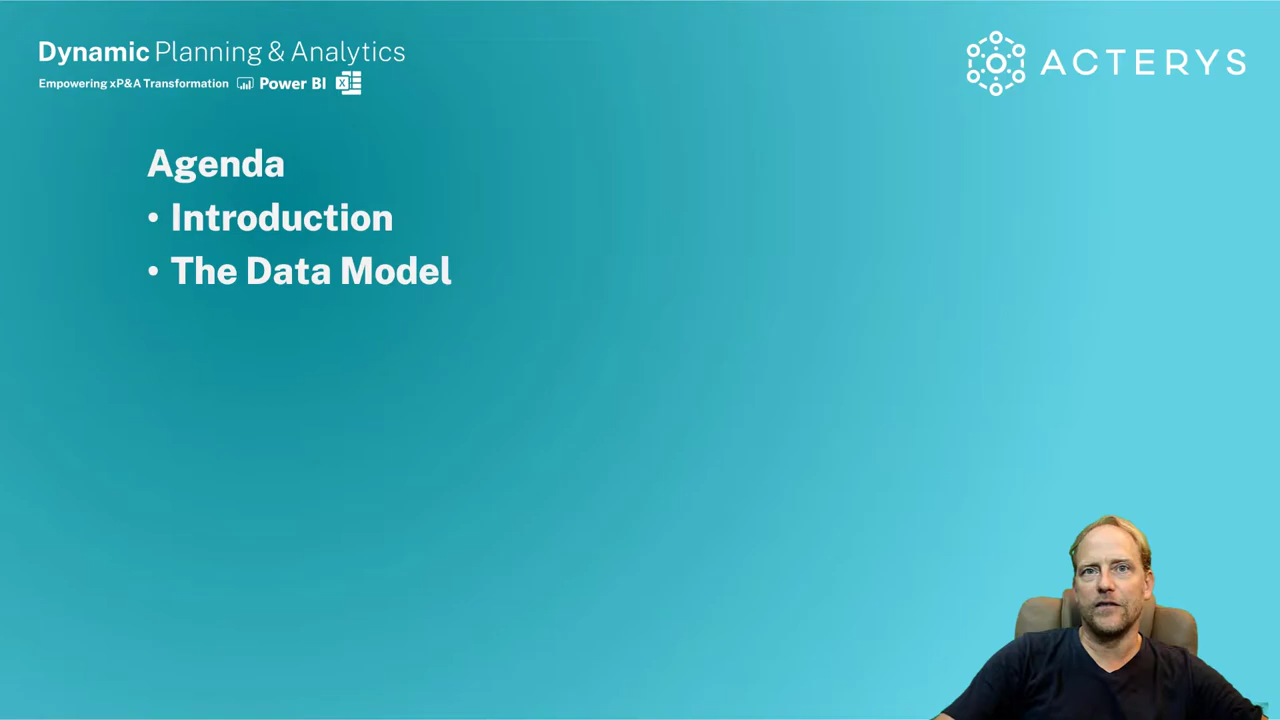 Dynamic Planning & Analytics
Empowering xP&A Transformation Power BI X
ACTERYS
Agenda
• Introduction
• The Data Model